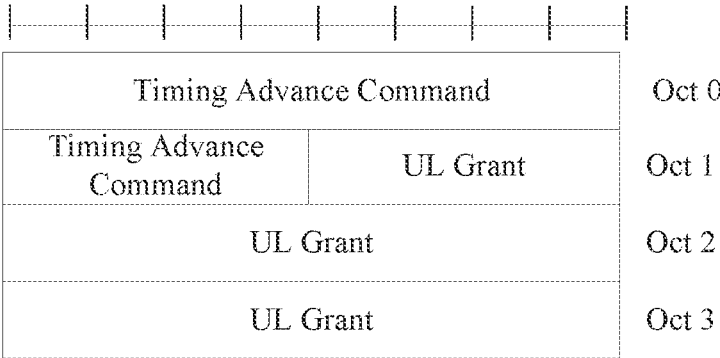 Timing Advance Command Oct 0
Timing Advance
Command
UL Grant Oct 1
UL Grant Oct 2
UL Grant Oct 3